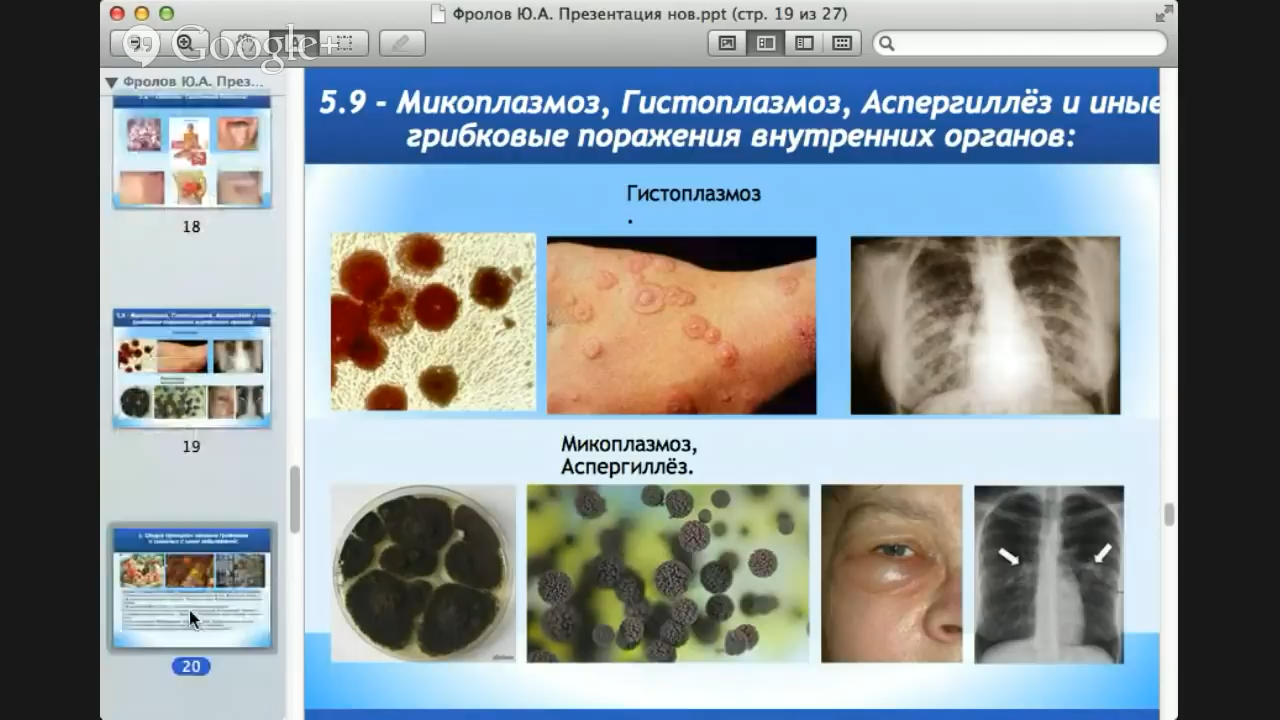 Фролов Ю.А. Презентация нов.ppt (стр. 19 из 27)
Google+
Фролов Ю.А. През...
18
19
20
5.9 - Микоплазмоз, Гистоплазмоз, Аспергиллёз и иные
грибковые поражения внутренних органов:
Гистоплазмоз
.
Микоплазмоз,
Аспергиллёз.